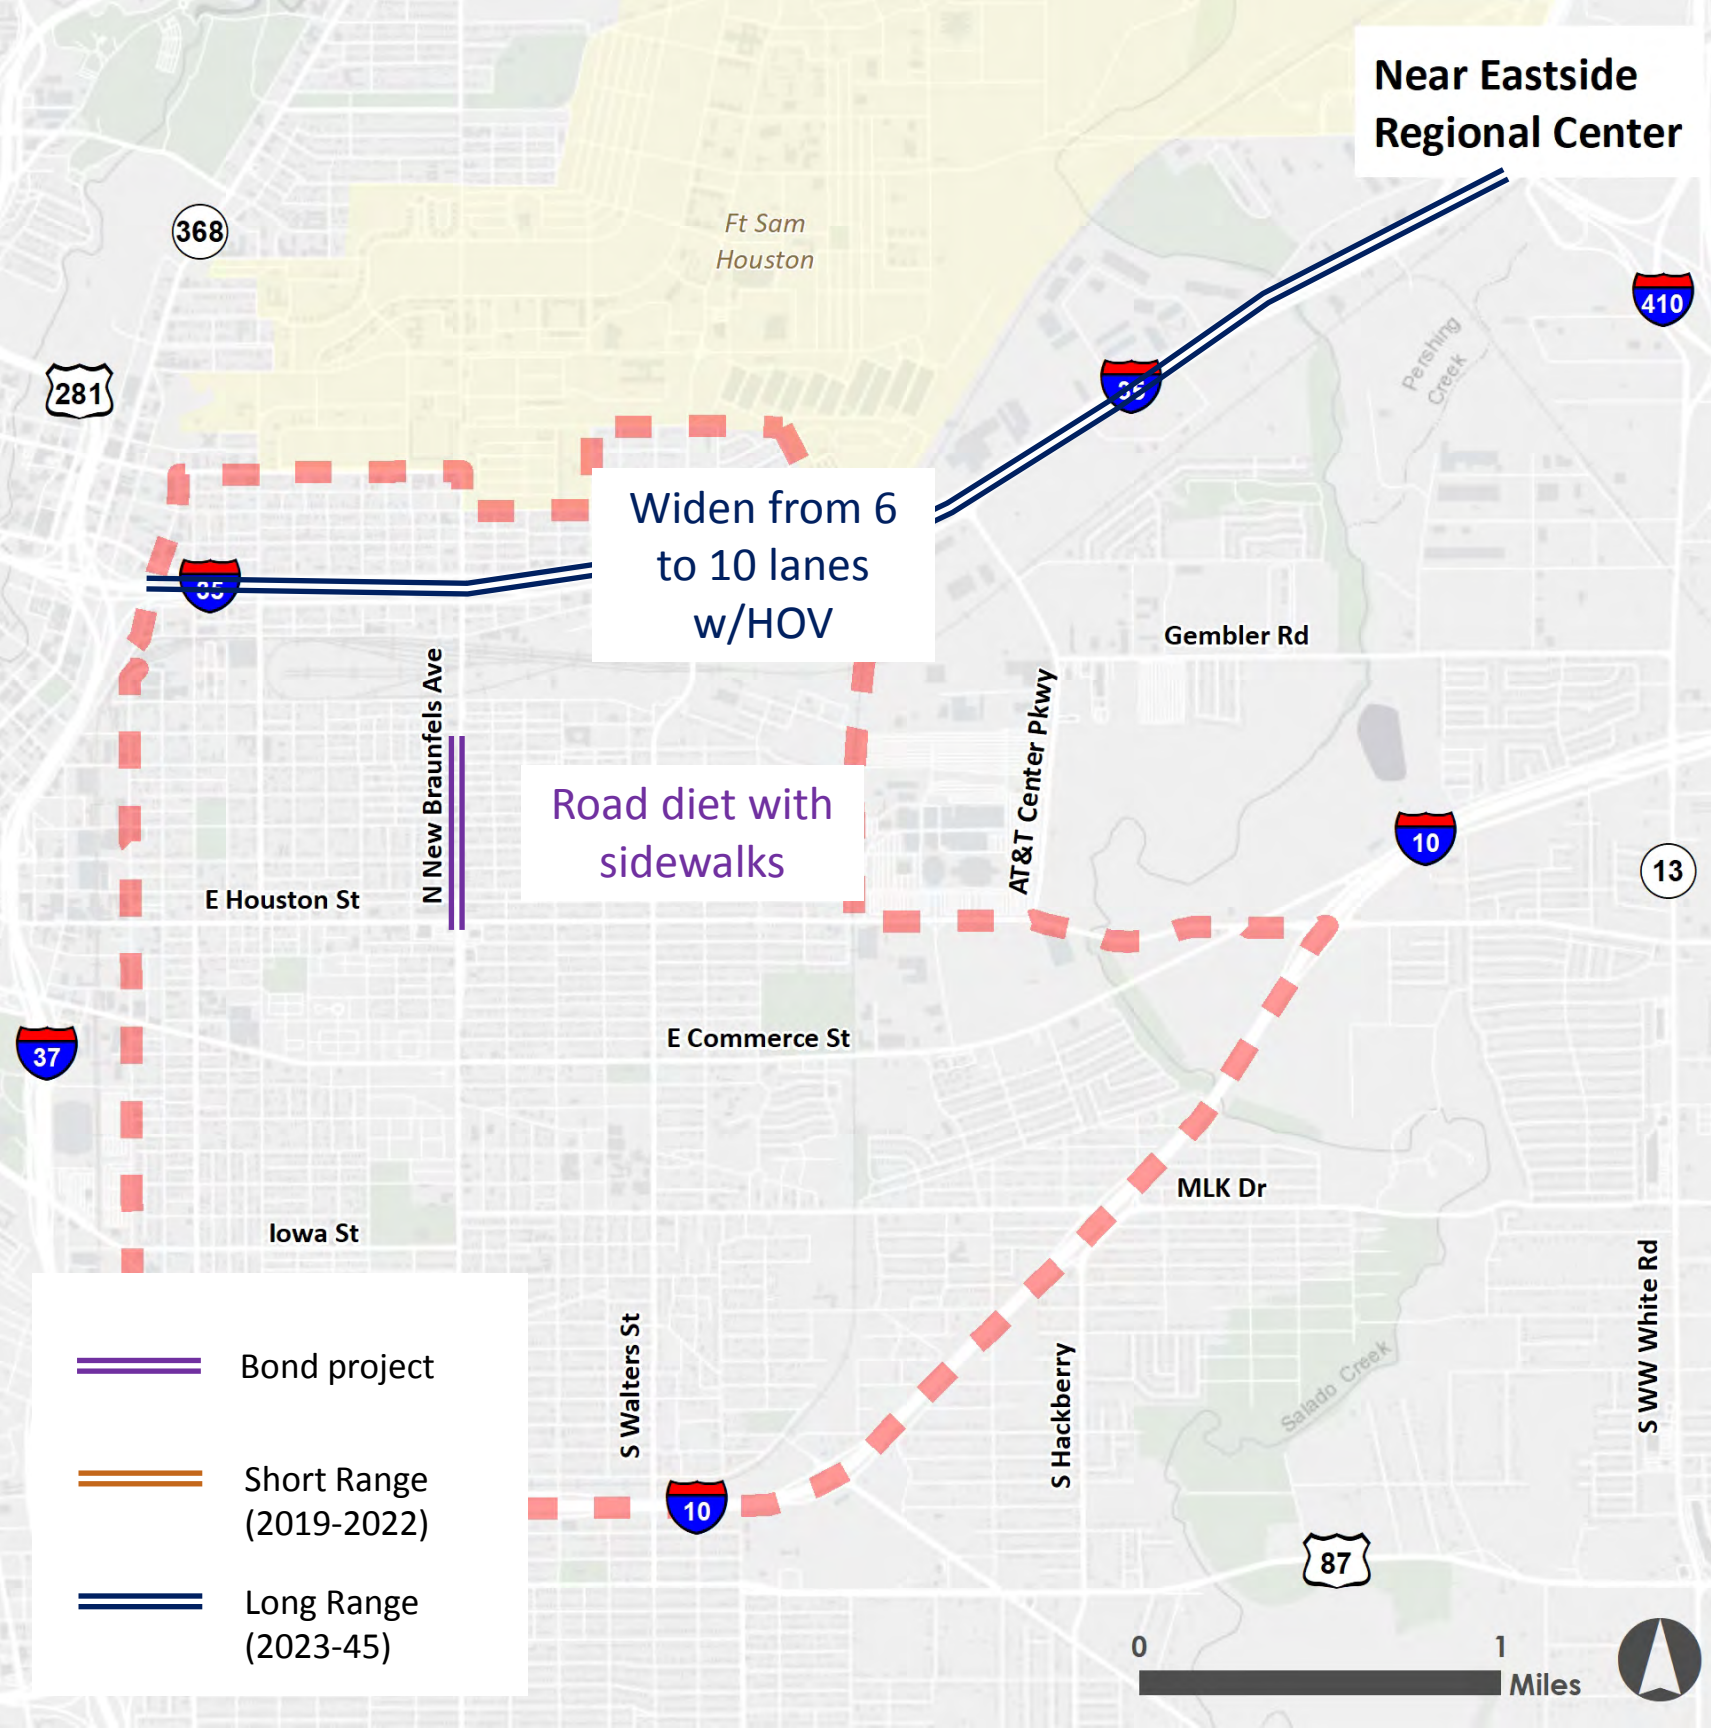 Near Eastside
Regional Center
368
Ft Sam
Houston
410
Pershing
Creek
281
35
Widen from 6
to 10 lanes
w/HOV
35
Gembler Rd
N New Braunfels Ave
AT&T Center Pkwy
Road diet with
sidewalks
10
13
E Houston St
37
E Commerce St
MLK Dr
Iowa St
S Walters St
S Hackberry
Salado Creek
S WW White Rd
Bond project
Short Range
(2019-2022)
Long Range
(2023-45)
10
87
0
1
Miles